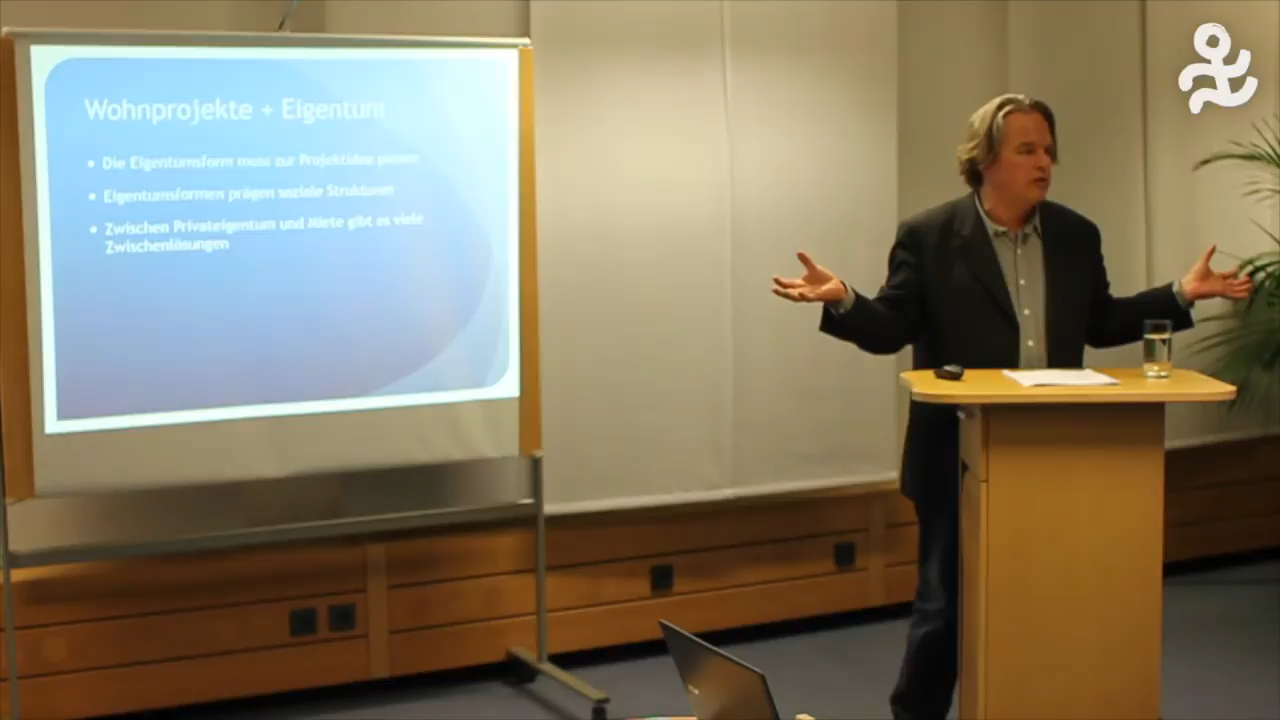 Wohnprojekte + Eigentum
• Die Eigentumsform muss zur Projektidee passen
• Eigentumsformen prägen soziale Strukturen
• Zwischen Privateigentum und Miete gibt es viele
Zwischenlösungen